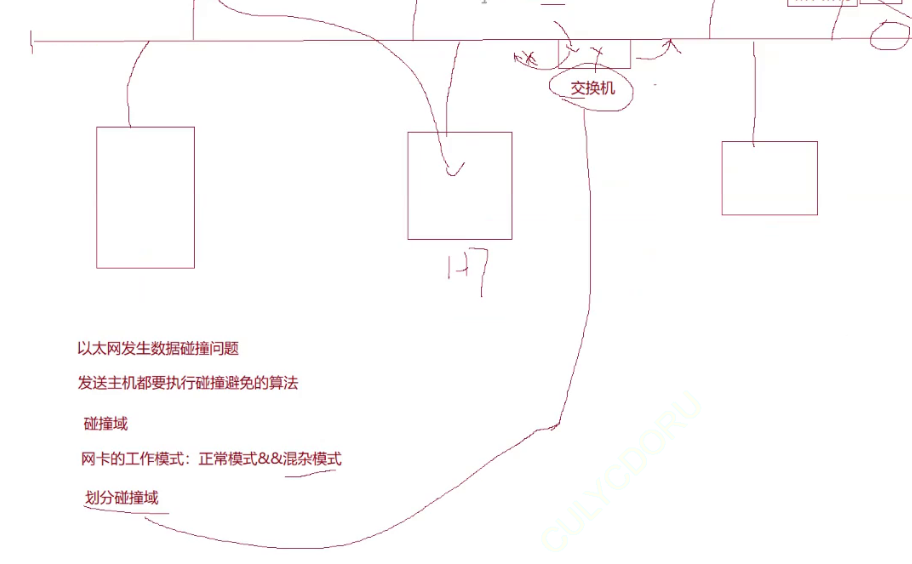 交换机
H7
以太网发生数据碰撞问题
发送主机都要执行碰撞避免的算法
碰撞域
网卡的工作模式：正常模式&&混杂模式
划分碰撞域
CULYCDORU